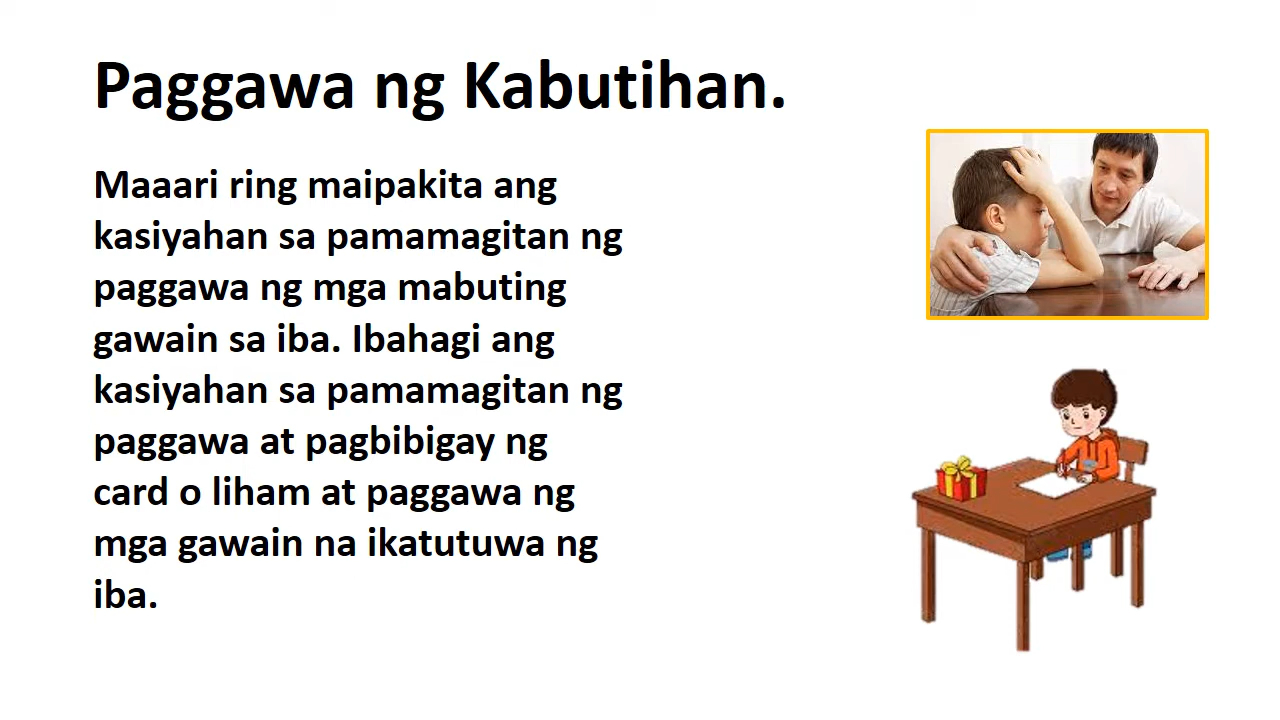 Paggawa ng Kabutihan.
Maaari ring maipakita ang
kasiyahan sa pamamagitan ng
paggawa ng mga mabuting
gawain sa iba. Ibahagi ang
kasiyahan sa pamamagitan ng
paggawa at pagbibigay ng
card o liham at paggawa ng
mga gawain na ikatutuwa ng
iba.